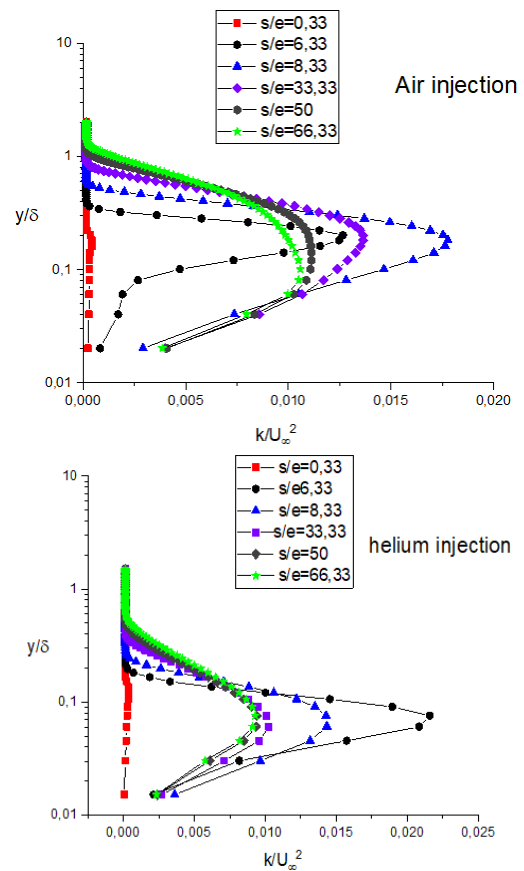 s/e=0,33
s/e=6,33
s/e=8,33
s/e=33,33
s/e=50
s/e=66,33
Air injection
10
1
y/δ
0,1
0,01
0,000 0,005 0,010 0,015 0,020
k/U∞²
s/e=0,33
s/e6,33
s/e=8,33
s/e=33,33
s/e=50
s/e=66,33
helium injection
10
1
y/δ
0,1
0,01
0,000 0,005 0,010 0,015 0,020 0,025
k/U∞²